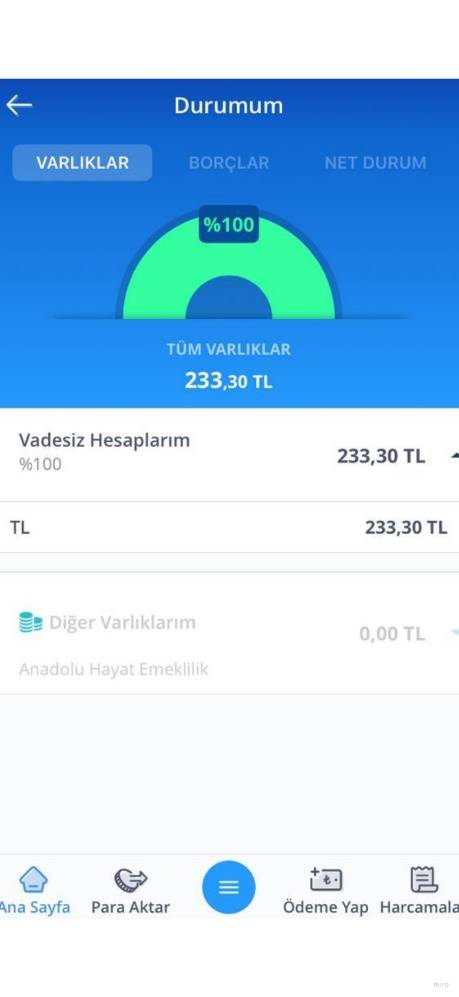 Durumum
VARLIKLAR BORÇLAR NET DURUM
%100
TÜM VARLIKLAR
233,30 TL
Vadesiz Hesaplarım
%100
233,30 TL
TL 233,30 TL
Diğer Varlıklarım
0,00 TL
Anadolu Hayat Emeklilik
Ana Sayfa Para Aktar Ödeme Yap Harcamala
miro